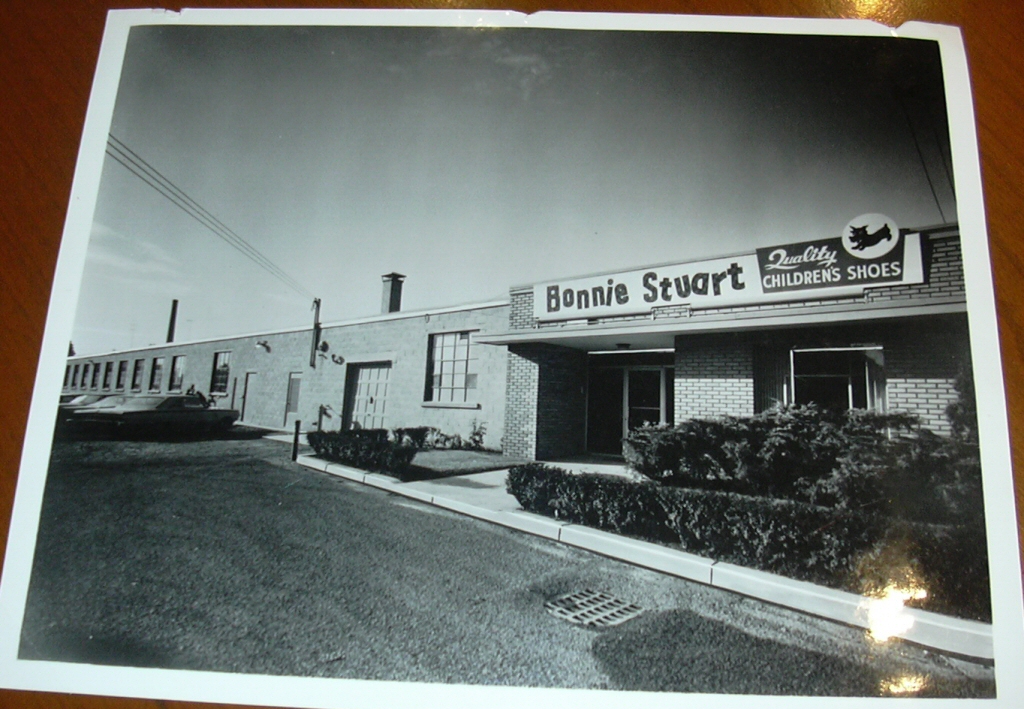 Bonnie Stuart
Quality
CHILDREN'S SHOES